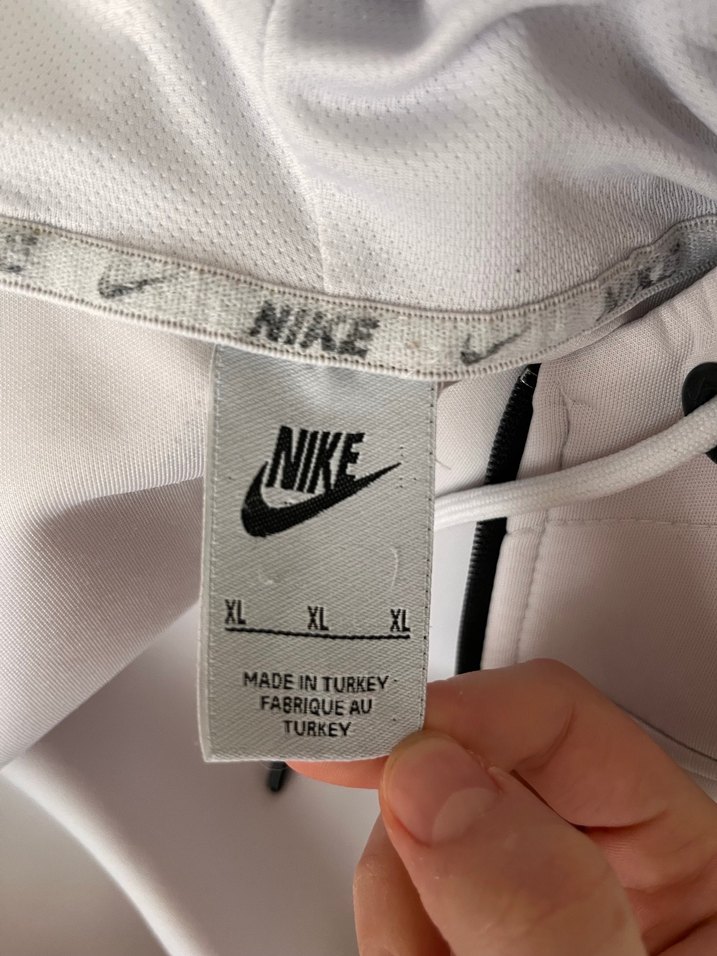 NIKE
NIKE
XL XL XL
MADE IN TURKEY
FABRIQUE AU
TURKEY